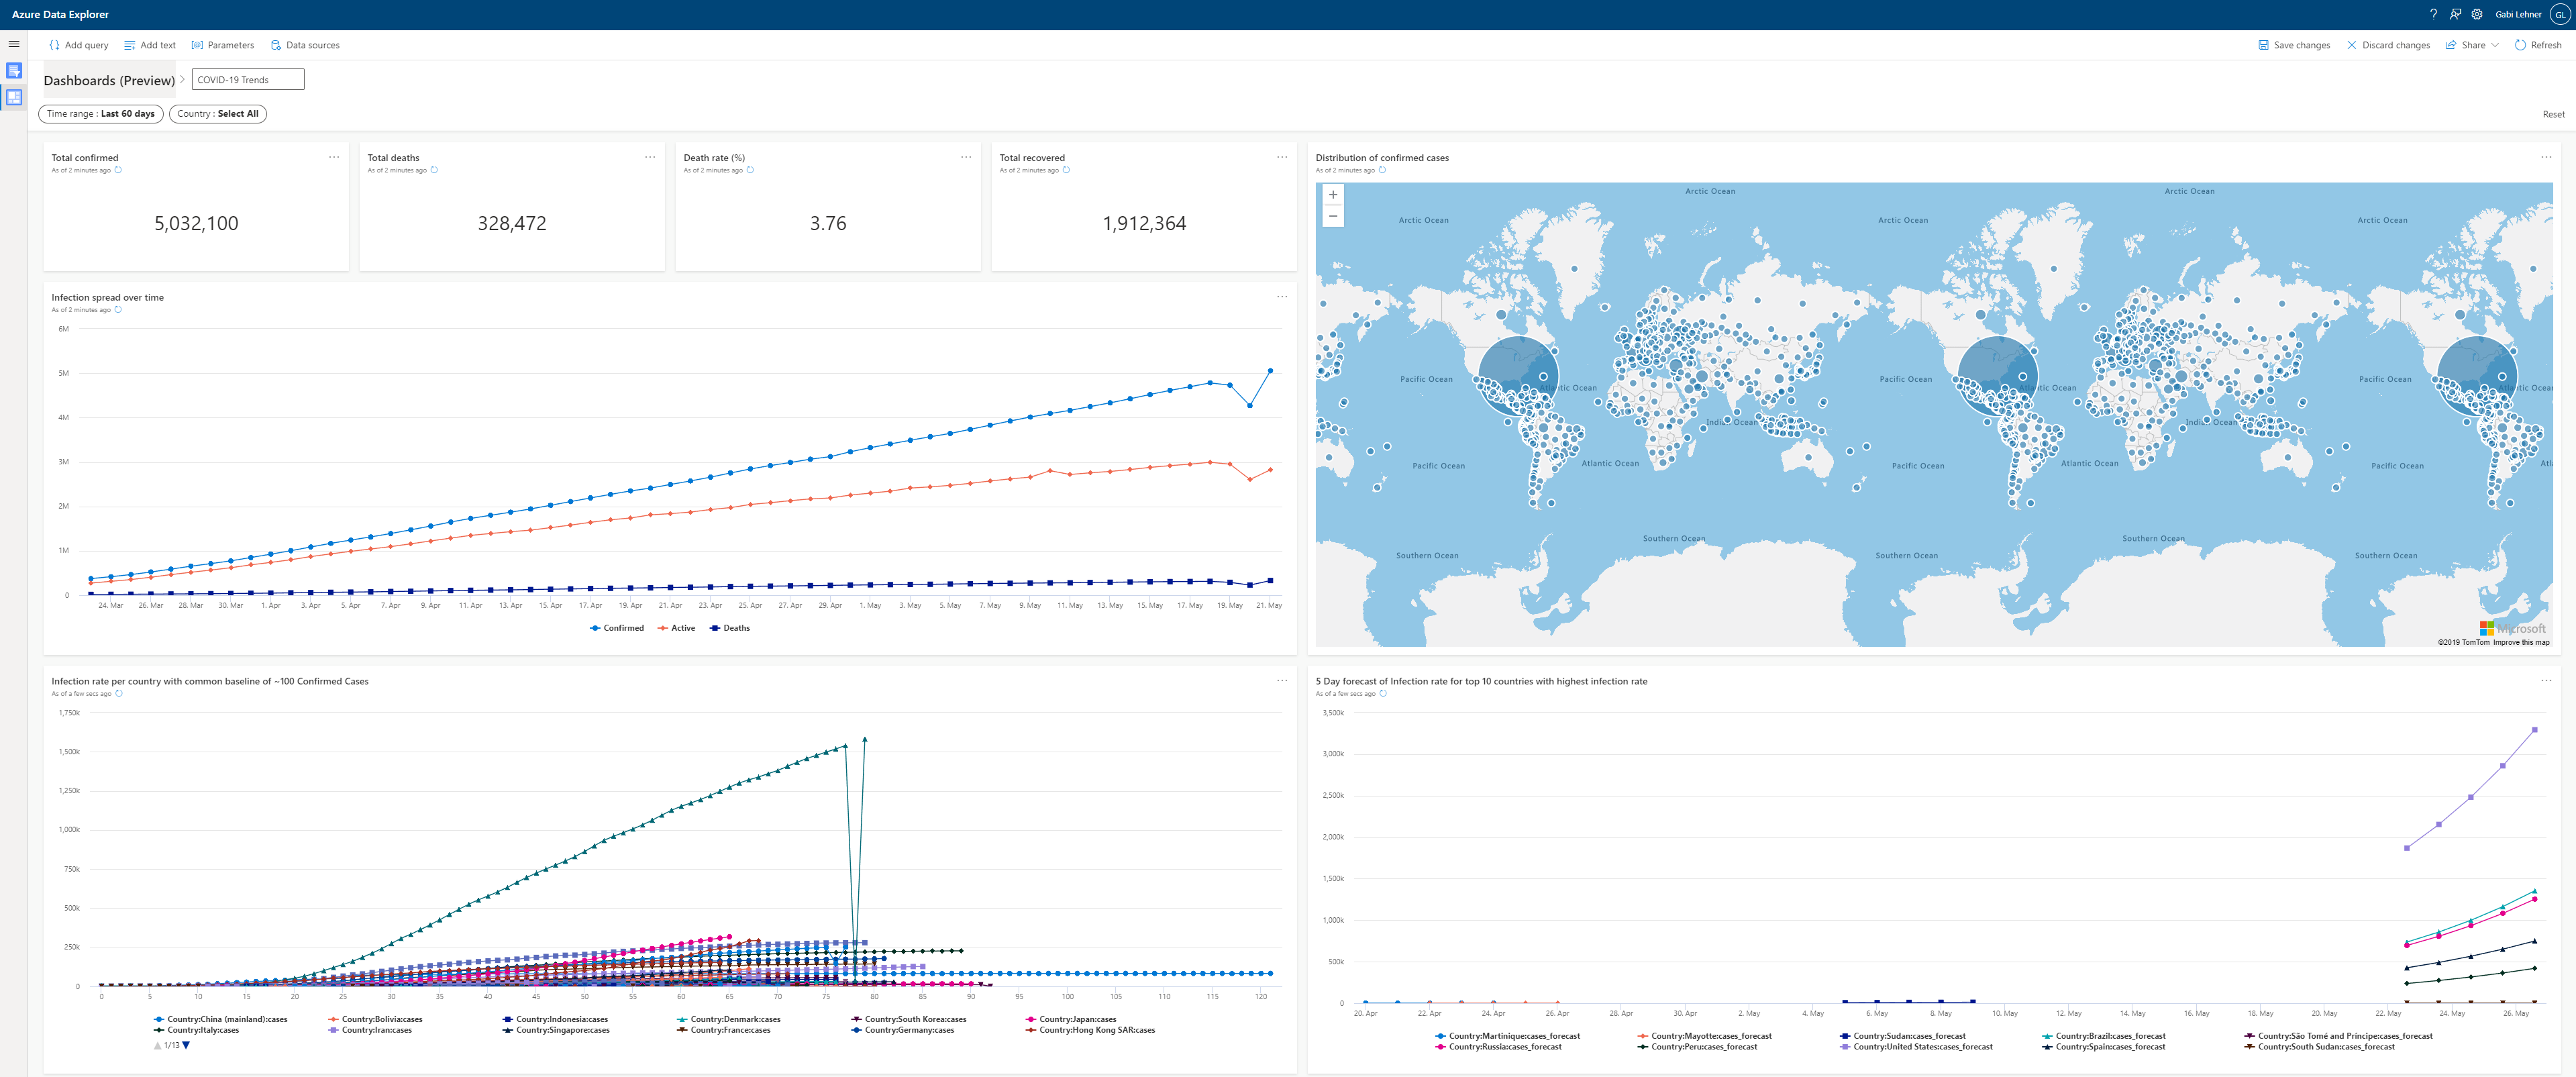 Azure Data Explorer
Gabi Lehner
GL
Add query
Add text
Parameters
Data sources
Save changes
Discard changes
Share
Refresh
Dashboards (Preview)
COVID-19 Trends
Time range : Last 60 days
Country : Select All
Reset
Total confirmed
As of 2 minutes ago
5,032,100
Total deaths
As of 2 minutes ago
328,472
Death rate (%)
As of 2 minutes ago
3.76
Total recovered
As of 2 minutes ago
1,912,364
Infection spread over time
As of 2 minutes ago
6M
5M
4M
3M
2M
1M
0
24. Mar 26. Mar 28. Mar 30. Mar 1. Apr 3. Apr 5. Apr 7. Apr 9. Apr 11. Apr 13. Apr 15. Apr 17. Apr 19. Apr 21. Apr 23. Apr 25. Apr 27. Apr 29. Apr 1. May 3. May 5. May 7. May 9. May 11. May 13. May 15. May 17. May 19. May 21. May
Confirmed Active Deaths
Distribution of confirmed cases
As of 2 minutes ago
Arctic Ocean Arctic Ocean
Arctic Ocean Arctic Ocean Arctic Ocean
Pacific Ocean Atlantic Ocean Pacific Ocean Atlantic Ocean Pacific Ocean
Indian Ocean Indian Ocean
Pacific Ocean Atlantic Ocean Pacific Ocean Atlantic Ocean Pacific Ocean
Southern Ocean Southern Ocean
Southern Ocean Southern Ocean Southern Ocean
Microsoft
©2019 TomTom Improve this map
Infection rate per country with common baseline of ~100 Confirmed Cases
As of a few secs ago
1,750k
1,500k
1,250k
1,000k
750k
500k
250k
0
0 5 10 15 20 25 30 35 40 45 50 55 60 65 70 75 80 85 90 95 100 105 110 115 120
Country:China (mainland):cases Country:Bolivia:cases Country:Indonesia:cases Country:Denmark:cases Country:South Korea:cases Country:Japan:cases
Country:Italy:cases Country:Iran:cases Country:Singapore:cases Country:France:cases Country:Germany:cases Country:Hong Kong SAR:cases
1/13
5 Day forecast of Infection rate for top 10 countries with highest infection rate
As of a few secs ago
3,500k
3,000k
2,500k
2,000k
1,500k
1,000k
500k
0
20. Apr 22. Apr 24. Apr 26. Apr 28. Apr 30. Apr 2. May 4. May 6. May 8. May 10. May 12. May 14. May 16. May 18. May 20. May 22. May 24. May 26. May
Country:Martinique:cases_forecast Country:Mayotte:cases_forecast Country:Sudan:cases_forecast Country:Brazil:cases_forecast Country:São Tomé and Príncipe:cases_forecast
Country:Russia:cases_forecast Country:Peru:cases_forecast Country:United States:cases_forecast Country:Spain:cases_forecast Country:South Sudan:cases_forecast